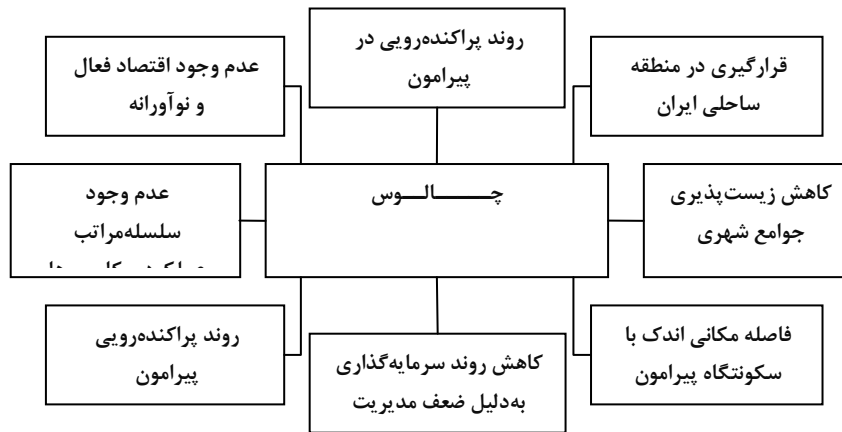 روند پراکنده‌رویی در
پیرامون
قرارگیری در منطقه
ساحلی ایران
عدم وجود اقتصاد فعال
و نوآورانه
چـــــالـــوس
کاهش زیست‌پذیری
جوامع شهری
عدم وجود
سلسله‌مراتب
فاصله مکانی اندک با
سکونتگاه پیرامون
روند پراکنده‌رویی
پیرامون
کاهش روند سرمایه‌گذاری
به‌دلیل ضعف مدیریت